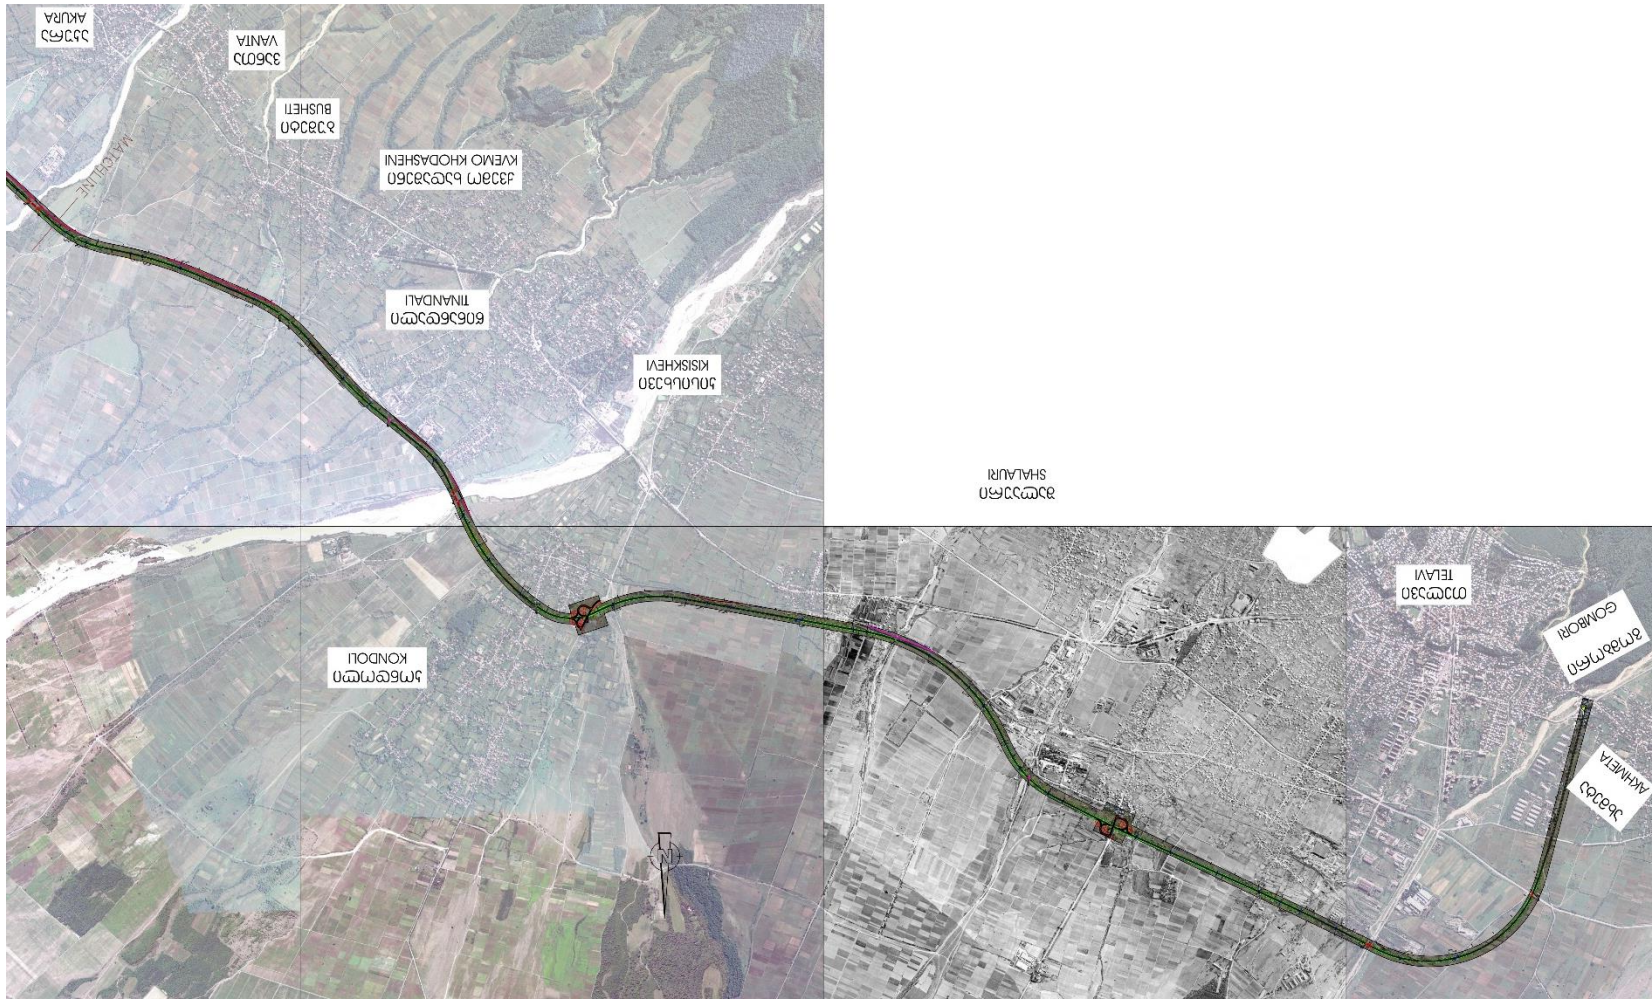 აკურა
AKURA
ვანთა
VANTA
ბუშეტი
BUSHETI
MATCHLINE
ქვემო ხოდაშენი
KVEMO KHODASHENI
წინანდალი
TINANDALI
კისისხევი
KISISKHEVI
შალაური
SHALAURI
თელავი
TELAVI
გომბორი
GOMBORI
კონდოლი
KONDOLI
ახმეტა
AKHMETA
N